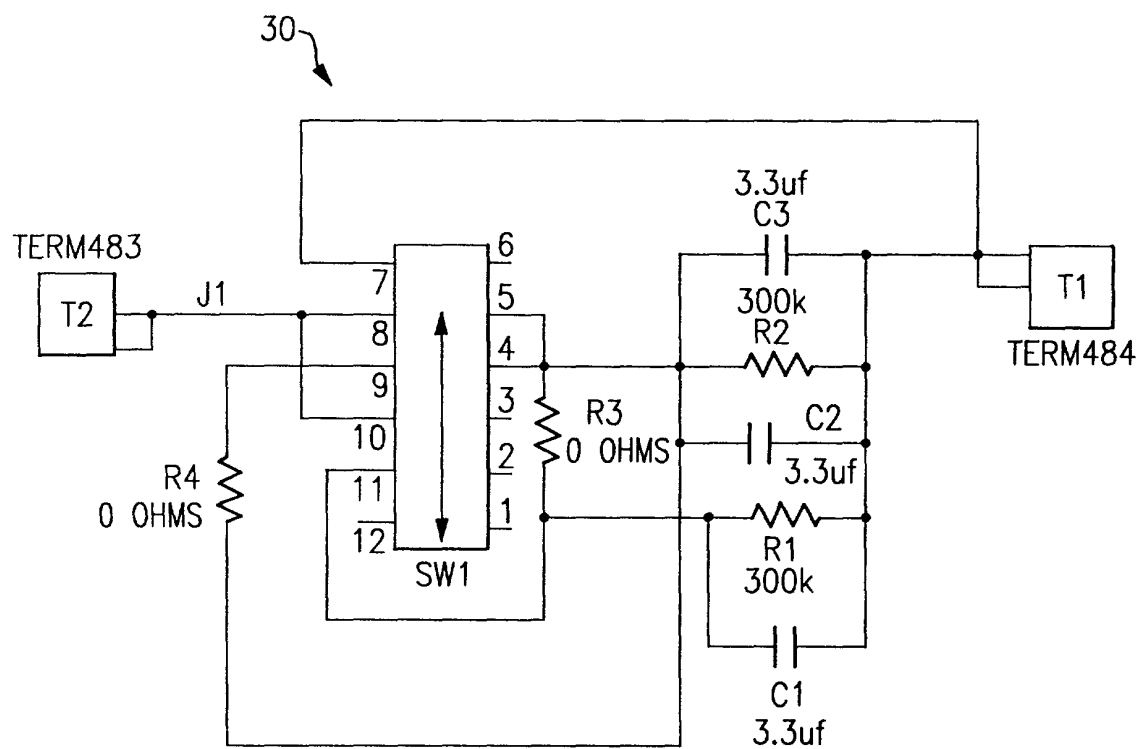 30
3.3uf
C3
TERM483
T2
J1
6
7
5
8
4
9
3
10
2
11
1
12
SW1
300k
R2
T1
TERM484
R3
0 OHMS
C2
3.3uf
R4
0 OHMS
R1
300k
C1
3.3uf